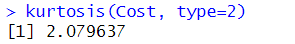 > kurtosis(Cost, type=2)
[1] 2.079637